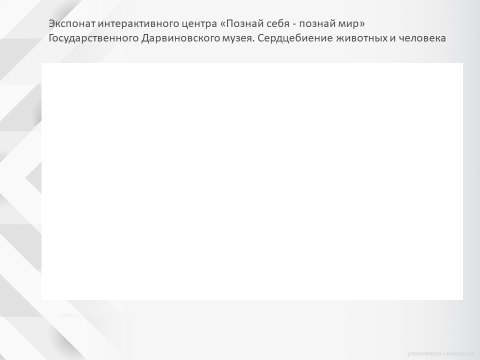 Экспонат интерактивного центра «Познай себя - познай мир»
Государственного Дарвиновского музея. Сердцебиение животных и человека